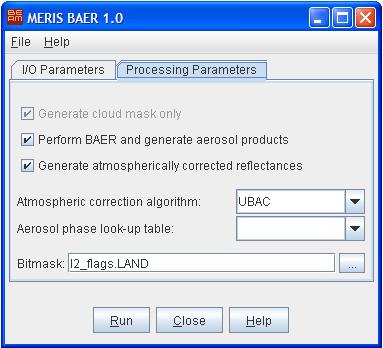 BEAM MERIS BAER 1.0
File Help
I/O Parameters Processing Parameters
Generate cloud mask only
Perform BAER and generate aerosol products
Generate atmospherically corrected reflectances
Atmospheric correction algorithm: UBAC
Aerosol phase look-up table:
Bitmask: l2_flags.LAND ...
Run Close Help